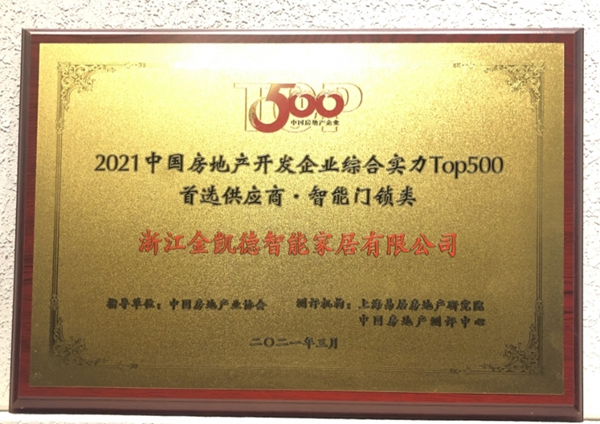 TOP
500
中国房地产企业
2021中国房地产开发企业综合实力Top500
首选供应商·智能门锁类
浙江金凯德智能家居有限公司
指导单位：中国房地产业协会 测评机构：上海易居房地产研究院
中国房地产测评中心
二〇二一年三月